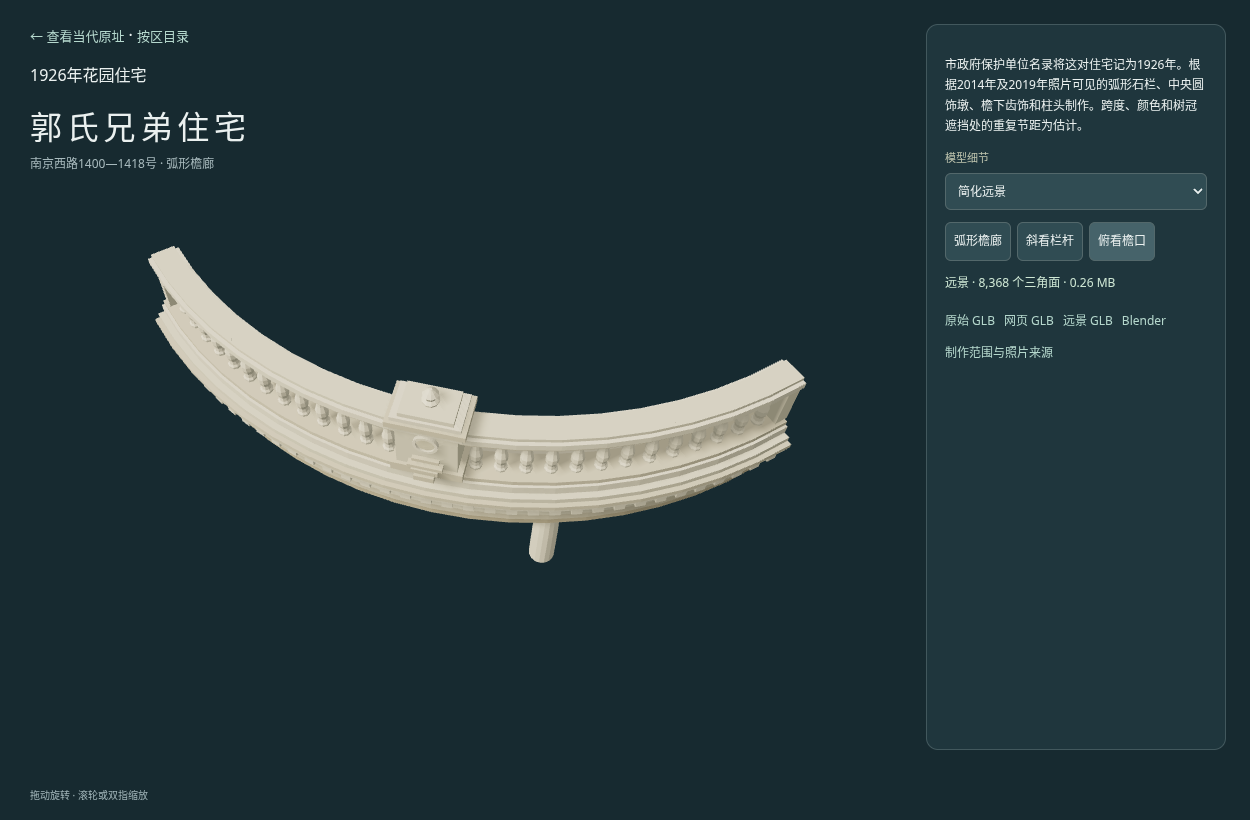 ← 查看当代原址 · 按区目录
1926年花园住宅
郭氏兄弟住宅
南京西路1400—1418号 · 弧形檐廊
市政府保护单位名录将这对住宅记为1926年。根
据2014年及2019年照片可见的弧形石栏、中央圆
饰墩、檐下齿饰和柱头制作。跨度、颜色和树冠
遮挡处的重复节距为估计。
模型细节
简化远景
弧形檐廊 斜看栏杆 俯看檐口
远景 · 8,368 个三角面 · 0.26 MB
原始 GLB 网页 GLB 远景 GLB Blender
制作范围与照片来源
拖动旋转 · 滚轮或双指缩放